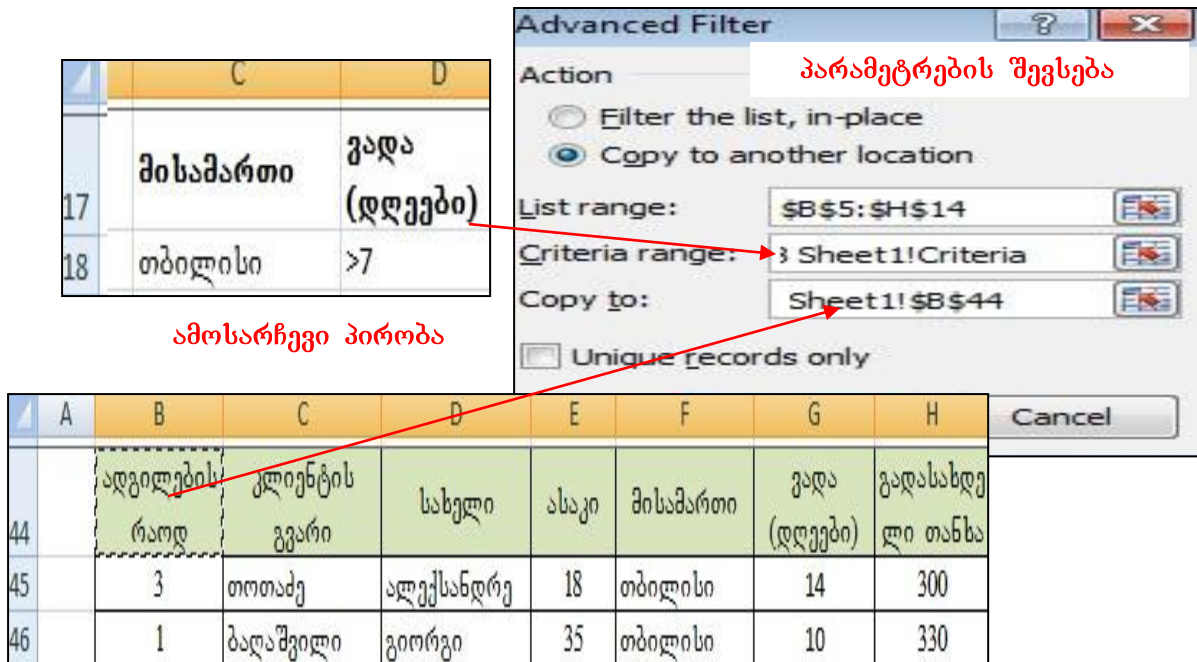 Advanced Filter
პარამეტრების შევსება
Action
Filter the list, in-place
Copy to another location
List range: $B$5:$H$14
Criteria range: Sheet1!Criteria
Copy to: Sheet1!$B$44
Unique records only
Cancel
C D
17 მისამართი ვადა (დღეები)
18 თბილისი >7
ამოსარჩევი პირობა
A B C D E F G H
44 ადგილების რაოდ კლიენტის გვარი სახელი ასაკი მისამართი ვადა (დღეები) გადასახდე ლი თანხა
45 3 თოთაძე ალექსანდრე 18 თბილისი 14 300
46 1 ბაღაშვილი გიორგი 35 თბილისი 10 330